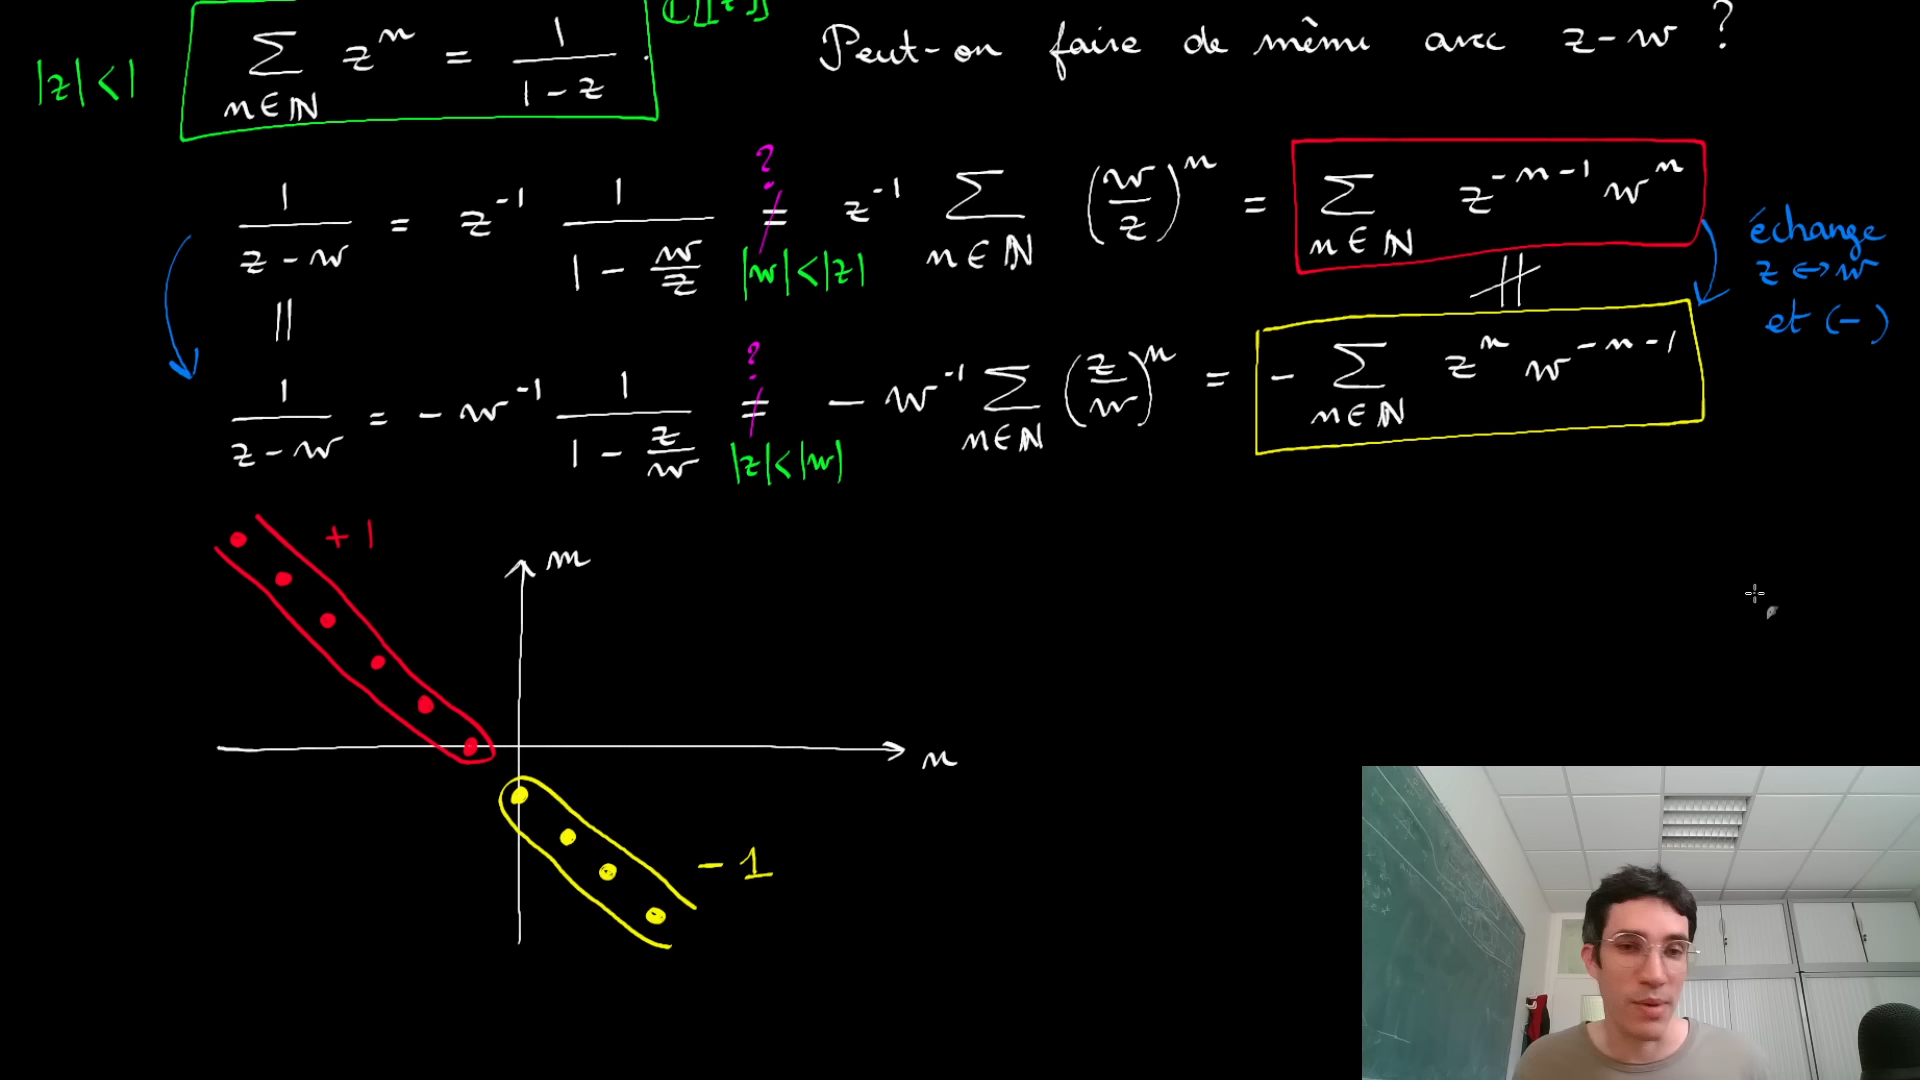 |z|<1 ∑_{n∈ℕ} z^n = 1/(1-z). ℂ[[z]] Peut-on faire de même avec z-w ?
1/(z-w) = z^{-1} 1/(1-w/z) ≠? z^{-1} ∑_{n∈ℕ} (w/z)^n = ∑_{n∈ℕ} z^{-n-1} w^n
|w|<|z|
échange
z↔w
et (-)
|| ≠
1/(z-w) = -w^{-1} 1/(1-z/w) ≠? -w^{-1} ∑_{n∈ℕ} (z/w)^n = -∑_{n∈ℕ} z^n w^{-n-1}
|z|<|w|
+1
m
n
-1